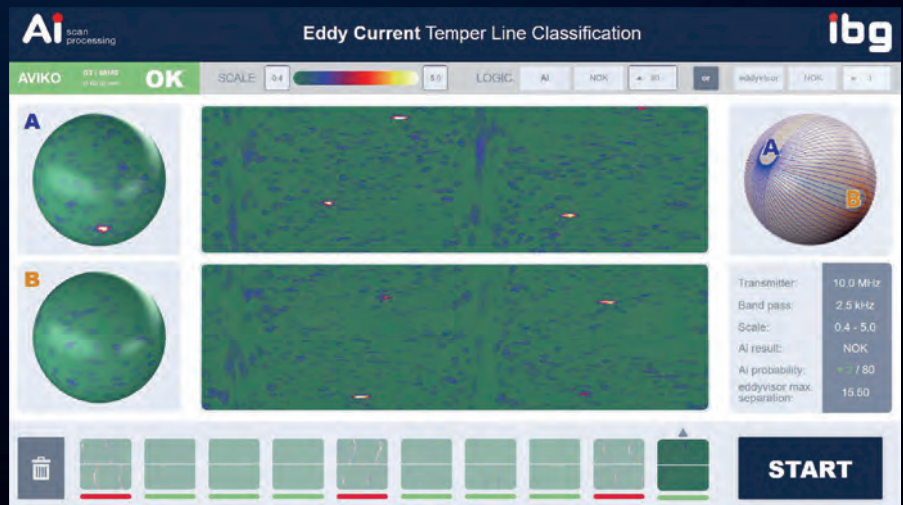 Ai scan processing
Eddy Current Temper Line Classification
ibg
AVIKO
OK
SCALE
0.4
5.0
LOGIC
AI
NOK
or
eddyvisor
NOK
A
A
B
B
Transmitter: 10.0 MHz
Band pass: 2.5 kHz
Scale: 0.4 - 5.0
AI result: NOK
AI probability: / 80
eddyvisor max. separation: 15.50
START